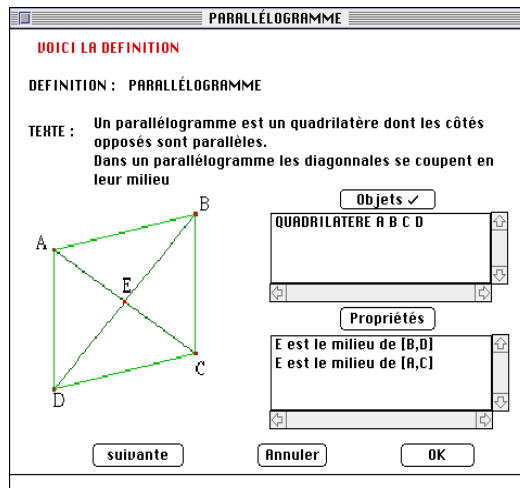 PARALLÉLOGRAMME
VOICI LA DEFINITION
DEFINITION : PARALLÉLOGRAMME
TEXTE : Un parallélogramme est un quadrilatère dont les côtés
opposés sont parallèles.
Dans un parallélogramme les diagonnales se coupent en
leur milieu
B
A
E
C
D
Objets ✓
QUADRILATERE A B C D
Propriétés
E est le milieu de [B,D]
E est le milieu de [A,C]
suivante Annuler OK